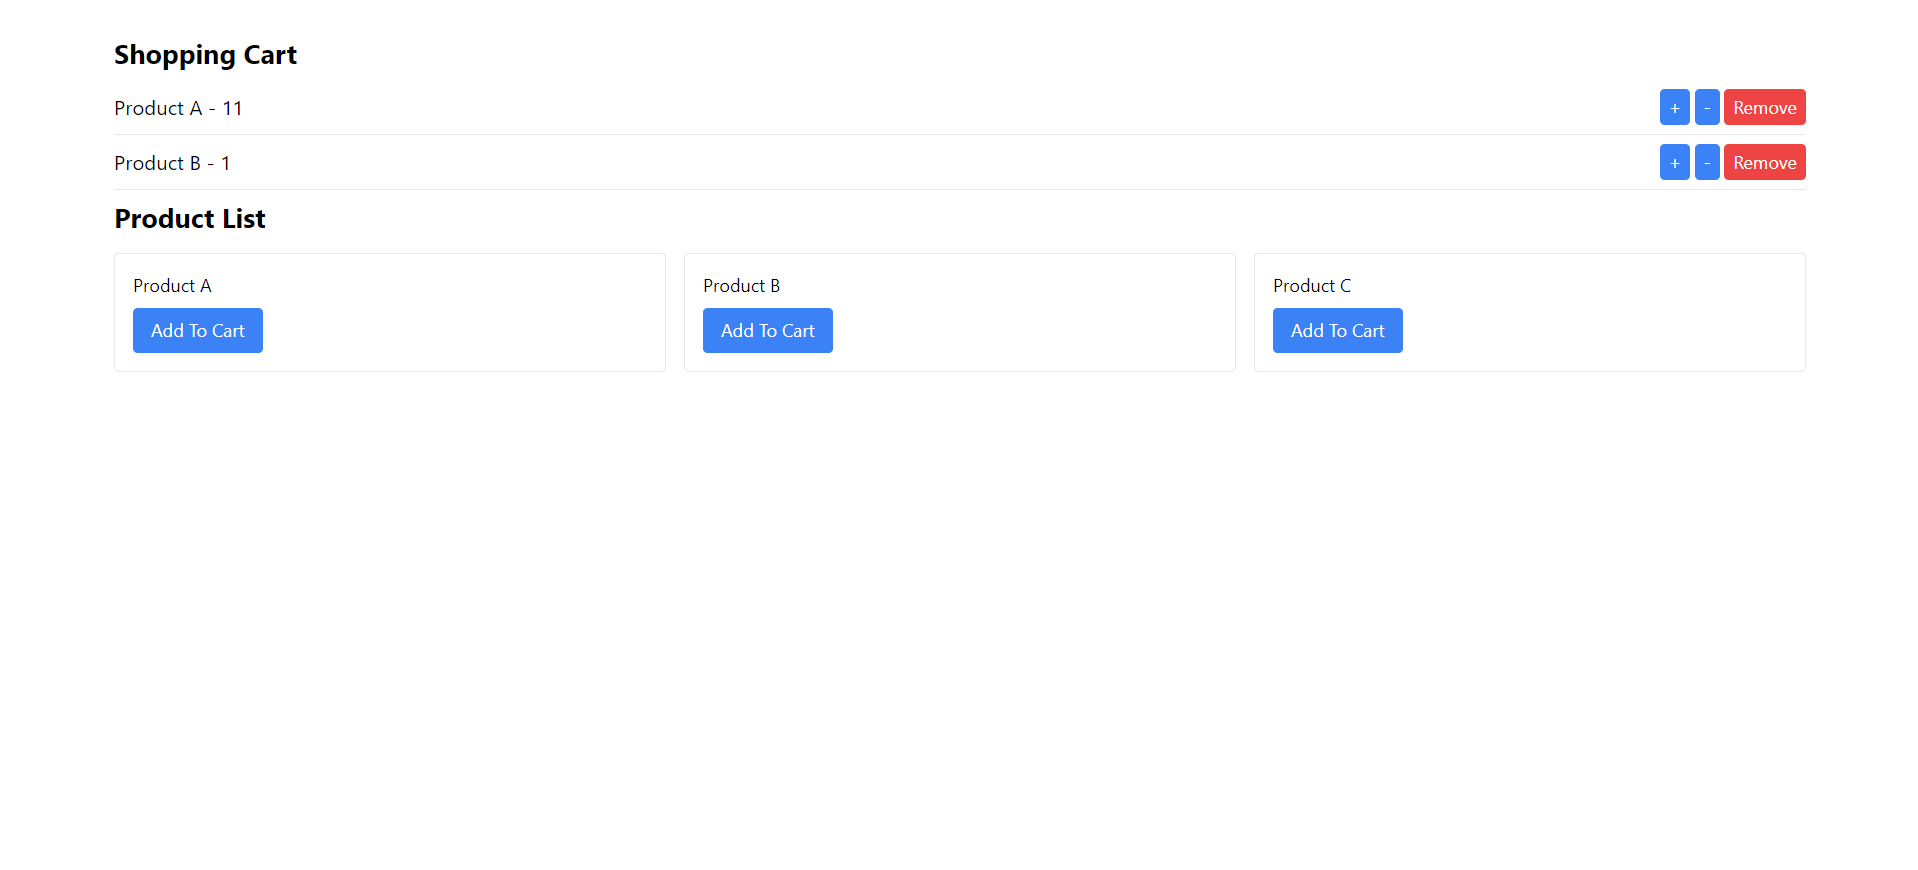 Shopping Cart
Product A - 11 + - Remove
Product B - 1 + - Remove
Product List
Product A Product B Product C
Add To Cart Add To Cart Add To Cart